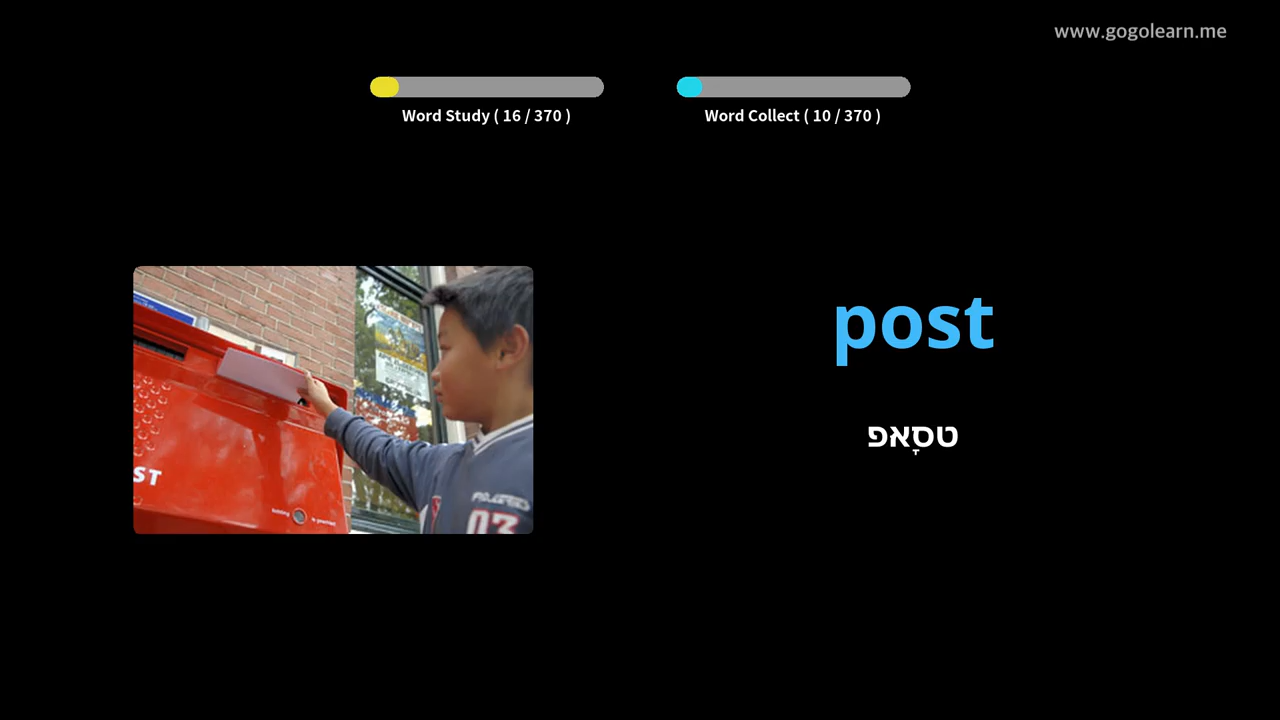 www.gogolearn.me
Word Study ( 16 / 370 )
Word Collect ( 10 / 370 )
post
טסָאפ
ST
03